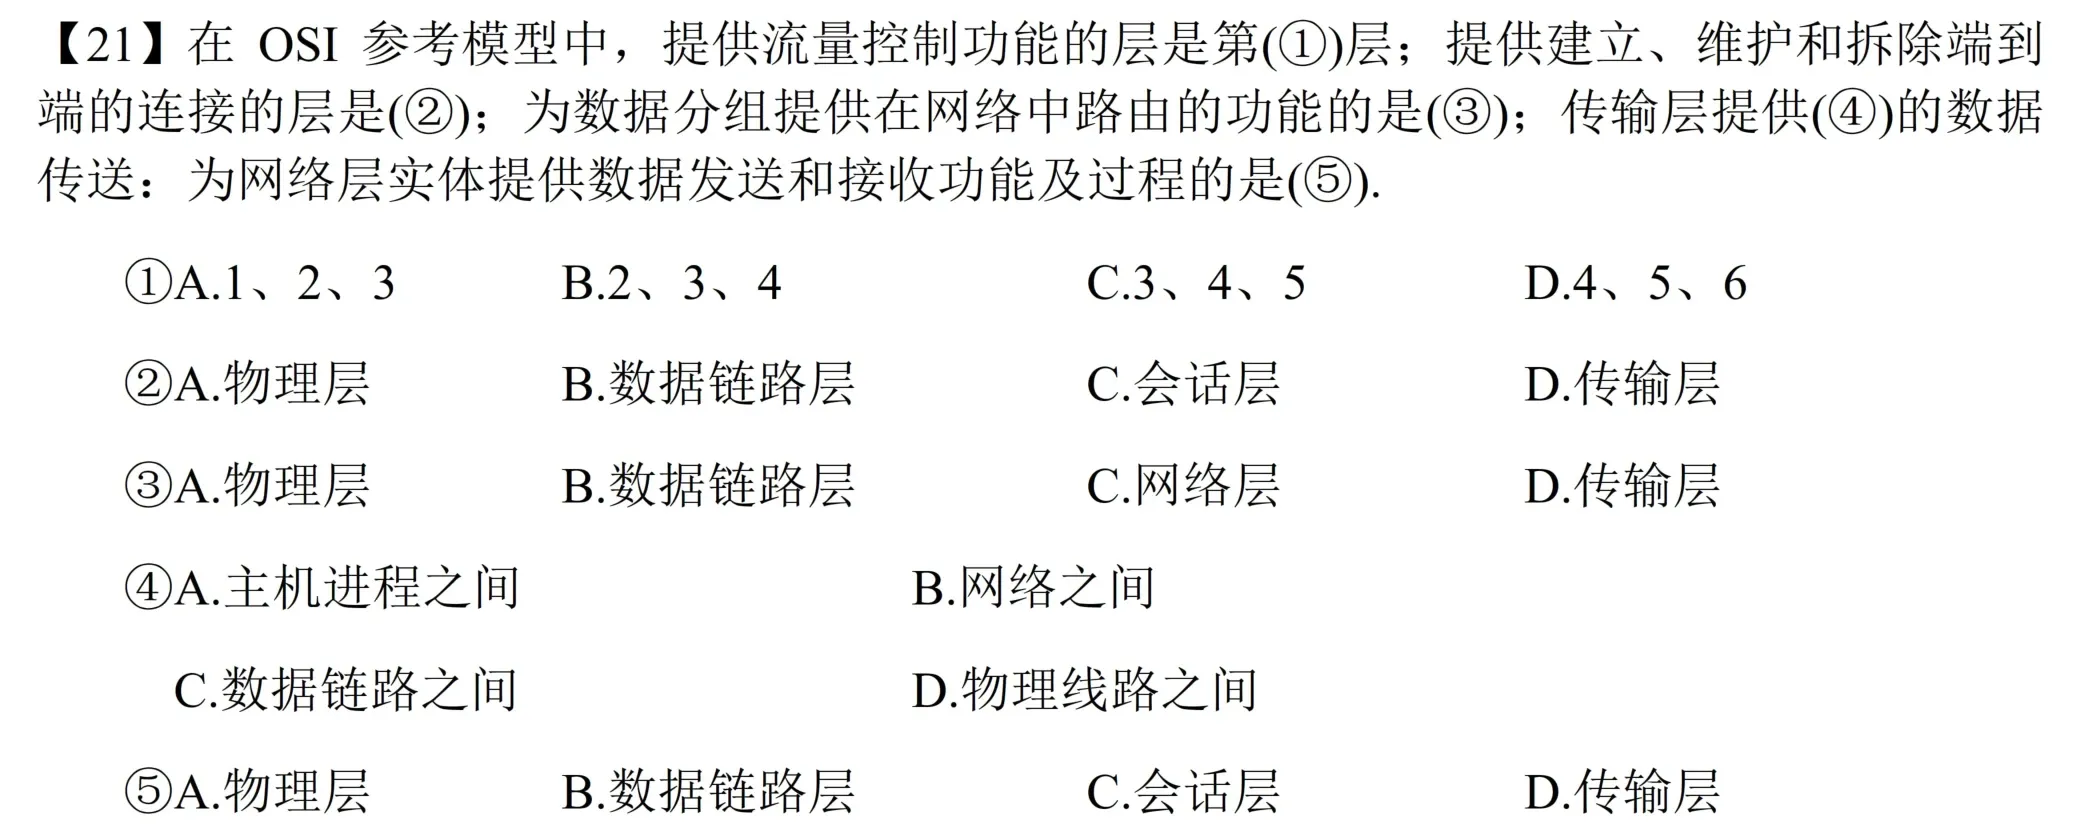 【21】在 OSI 参考模型中，提供流量控制功能的层是第(①)层；提供建立、维护和拆除端到
端的连接的层是(②)；为数据分组提供在网络中路由的功能的是(③)；传输层提供(④)的数据
传送：为网络层实体提供数据发送和接收功能及过程的是(⑤).
①A.1、2、3 B.2、3、4 C.3、4、5 D.4、5、6
②A.物理层 B.数据链路层 C.会话层 D.传输层
③A.物理层 B.数据链路层 C.网络层 D.传输层
④A.主机进程之间 B.网络之间
C.数据链路之间 D.物理线路之间
⑤A.物理层 B.数据链路层 C.会话层 D.传输层